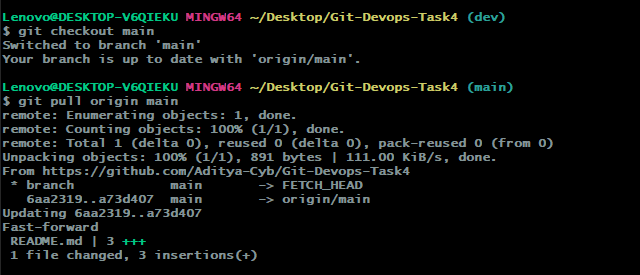 Lenovo@DESKTOP-V6QIEKU MINGW64 ~/Desktop/Git-Devops-Task4 (dev)
$ git checkout main
Switched to branch 'main'
Your branch is up to date with 'origin/main'.
Lenovo@DESKTOP-V6QIEKU MINGW64 ~/Desktop/Git-Devops-Task4 (main)
$ git pull origin main
remote: Enumerating objects: 1, done.
remote: Counting objects: 100% (1/1), done.
remote: Total 1 (delta 0), reused 0 (delta 0), pack-reused 0 (from 0)
Unpacking objects: 100% (1/1), 891 bytes | 111.00 KiB/s, done.
From https://github.com/Aditya-Cyb/Git-Devops-Task4
 * branch            main       -> FETCH_HEAD
   6aa2319..a73d407  main       -> origin/main
Updating 6aa2319..a73d407
Fast-forward
 README.md | 3 +++
 1 file changed, 3 insertions(+)